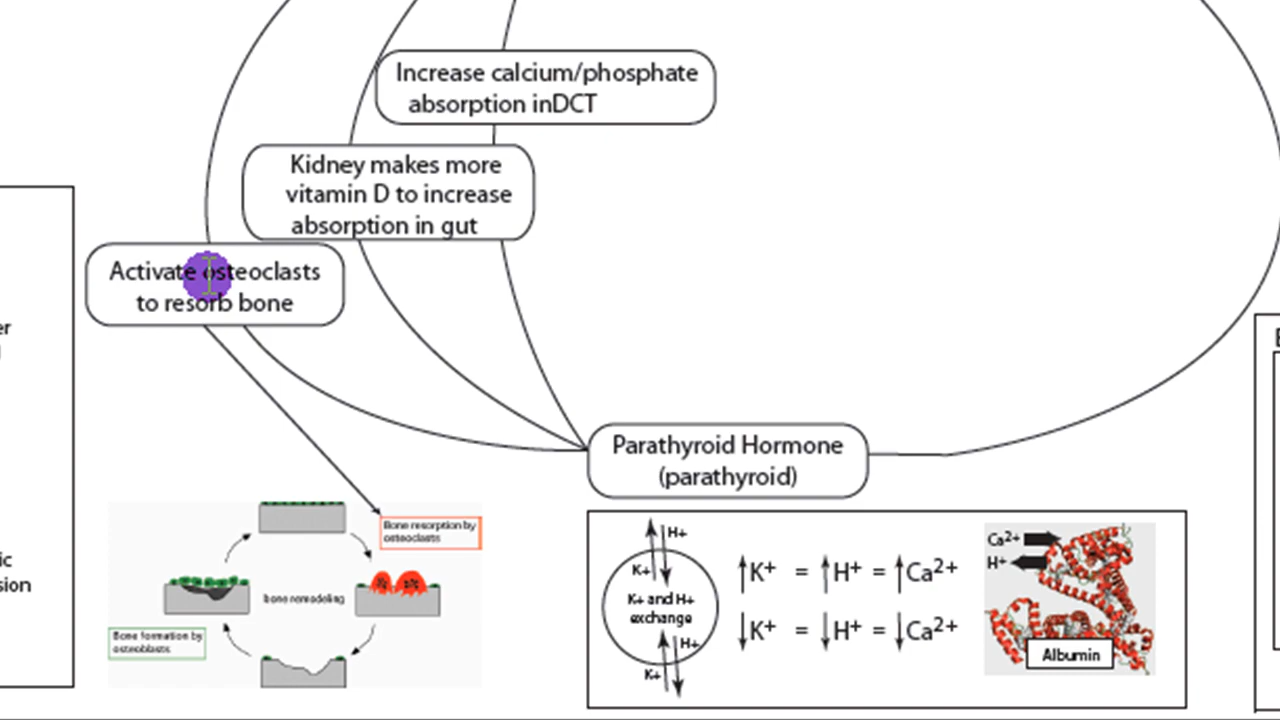 Increase calcium/phosphate
absorption inDCT
Kidney makes more
vitamin D to increase
absorption in gut
Activate osteoclasts
to resorb bone
er
ic
sion
Parathyroid Hormone
(parathyroid)
Bone resorption by
osteoclasts
bone remodeling
Bone formation by
osteoblasts
H+
K+
K+ and H+
exchange
H+
K+
↑K+ = ↑H+ = ↑Ca2+
↓K+ = ↓H+ = ↓Ca2+
Ca2+
H+
Albumin